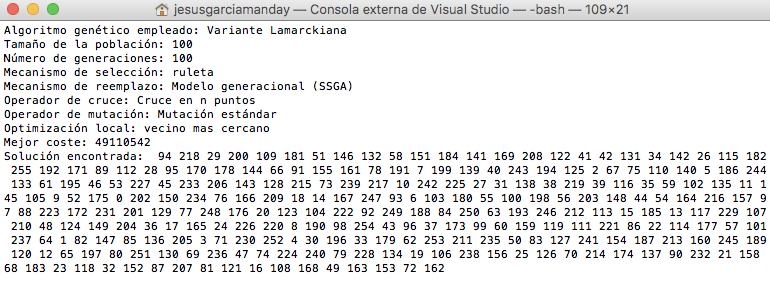 jesusgarciamanday — Consola externa de Visual Studio — -bash — 109×21
Algoritmo genético empleado: Variante Lamarckiana
Tamaño de la población: 100
Número de generaciones: 100
Mecanismo de selección: ruleta
Mecanismo de reemplazo: Modelo generacional (SSGA)
Operador de cruce: Cruce en n puntos
Operador de mutación: Mutación estándar
Optimización local: vecino mas cercano
Mejor coste: 49110542
Solución encontrada:  94 218 29 200 109 181 51 146 132 58 151 184 141 169 208 122 41 42 131 34 142 26 115 182
255 192 171 89 112 28 95 170 178 144 66 91 155 161 78 191 7 199 139 40 243 194 125 2 67 75 110 140 5 186 244
133 61 195 46 53 227 45 233 206 143 128 215 73 239 217 10 242 225 27 31 138 38 219 39 116 35 59 102 135 11 1
45 105 9 52 175 0 202 150 234 76 166 209 18 14 167 247 93 6 103 180 55 100 198 56 203 148 44 54 164 216 157 9
7 88 223 172 231 201 129 77 248 176 20 123 104 222 92 249 188 84 250 63 193 246 212 113 15 185 13 117 229 107
210 48 124 149 204 36 17 165 24 226 220 8 190 98 254 43 96 37 173 99 60 159 119 111 221 86 22 114 177 57 101
237 64 1 82 147 85 136 205 3 71 230 252 4 30 196 33 179 62 253 211 235 50 83 127 241 154 187 213 160 245 189
120 12 65 197 80 251 130 69 236 47 74 224 240 79 228 134 19 106 238 156 25 126 70 214 174 137 90 232 21 158
68 183 23 118 32 152 87 207 81 121 16 108 168 49 163 153 72 162